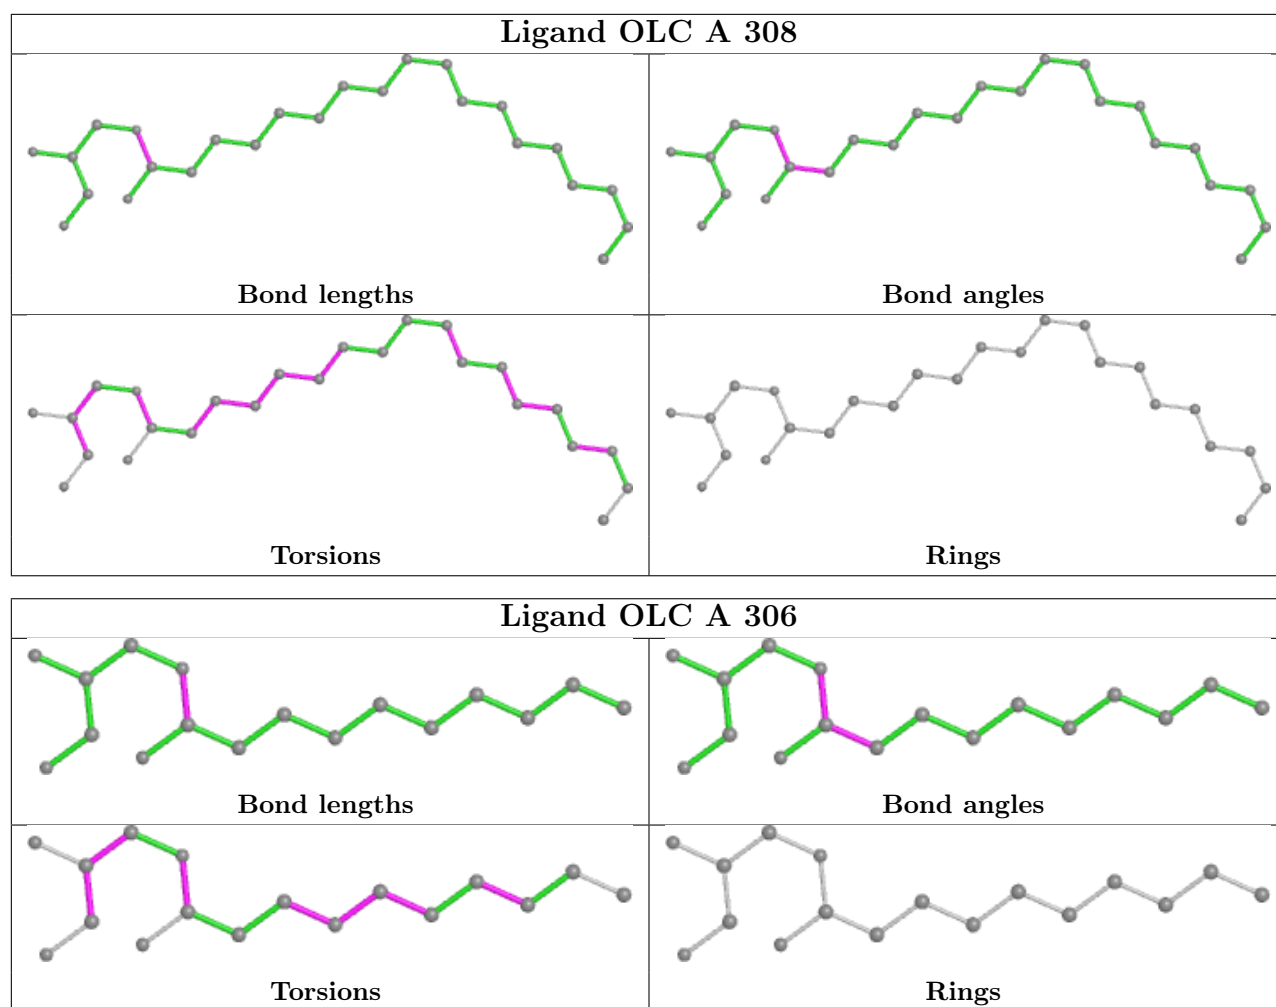 Ligand OLC A 308
Bond lengths
Bond angles
Torsions
Rings
Ligand OLC A 306
Bond lengths
Bond angles
Torsions
Rings